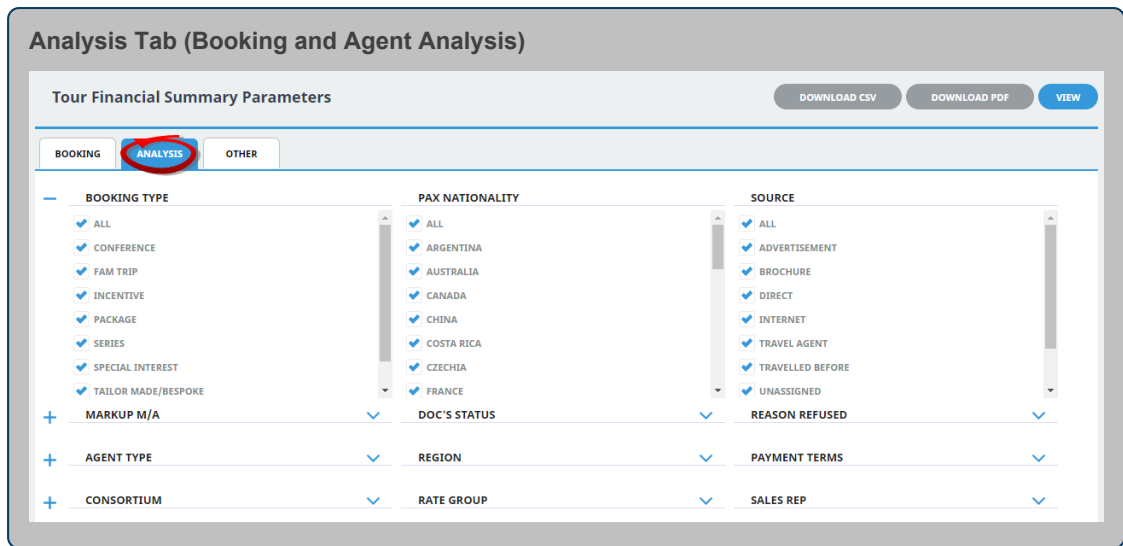 Analysis Tab (Booking and Agent Analysis)
Tour Financial Summary Parameters
DOWNLOAD CSV DOWNLOAD PDF VIEW
BOOKING ANALYSIS OTHER
BOOKING TYPE PAX NATIONALITY SOURCE
ALL ALL ALL
CONFERENCE ARGENTINA ADVERTISEMENT
FAM TRIP AUSTRALIA BROCHURE
INCENTIVE CANADA DIRECT
PACKAGE CHINA INTERNET
SERIES COSTA RICA TRAVEL AGENT
SPECIAL INTEREST CZECHIA TRAVELLED BEFORE
TAILOR MADE/BESPOKE FRANCE UNASSIGNED
MARKUP M/A DOC'S STATUS REASON REFUSED
AGENT TYPE REGION PAYMENT TERMS
CONSORTIUM RATE GROUP SALES REP